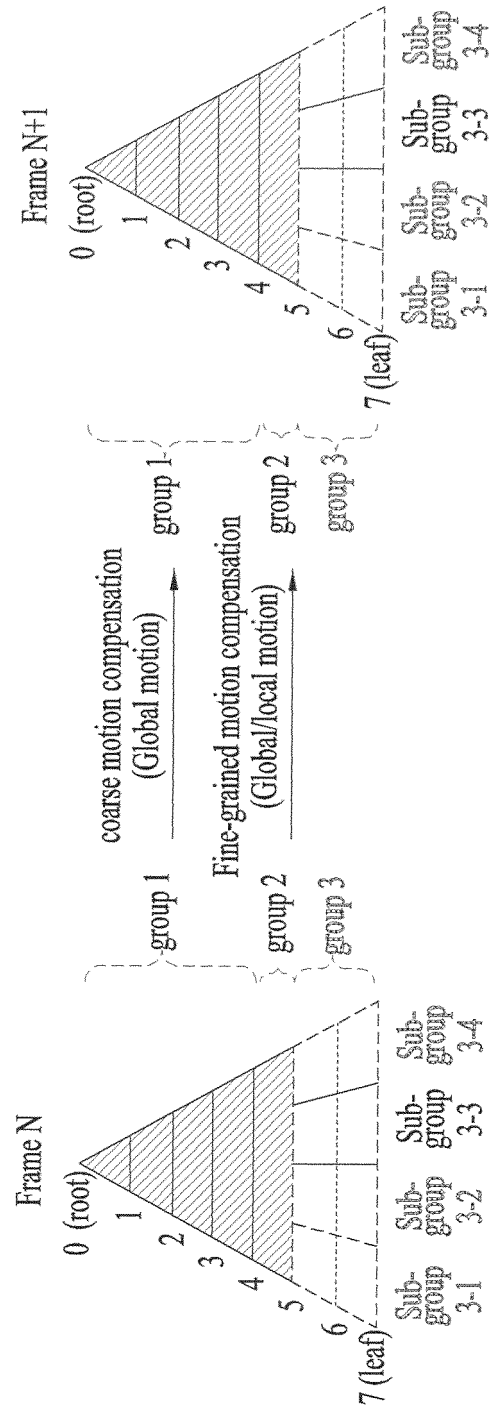 Frame N
0 (root)
1
2
3
4
5
6
7 (leaf)
Sub-
group
3-1
Sub-
group
3-2
Sub-
group
3-3
Sub-
group
3-4
group 1
group 2
group 3
coarse motion compensation
(Global motion)
Fine-grained motion compensation
(Global/local motion)
group 1
group 2
group 3
Frame N+1
0 (root)
1
2
3
4
5
6
7 (leaf)
Sub-
group
3-1
Sub-
group
3-2
Sub-
group
3-3
Sub-
group
3-4